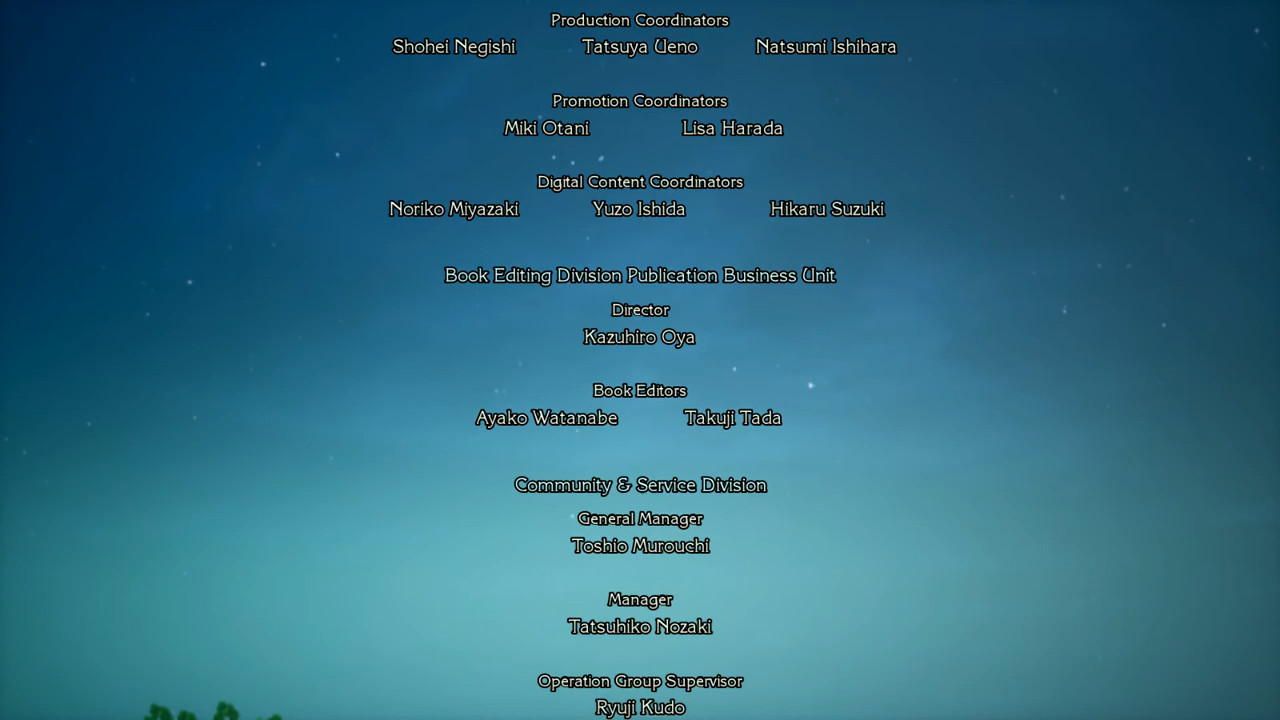 Production Coordinators
Shohei Negishi Tatsuya Ueno Natsumi Ishihara
Promotion Coordinators
Miki Otani Lisa Harada
Digital Content Coordinators
Noriko Miyazaki Yuzo Ishida Hikaru Suzuki
Book Editing Division Publication Business Unit
Director
Kazuhiro Oya
Book Editors
Ayako Watanabe Takuji Tada
Community & Service Division
General Manager
Toshio Murouchi
Manager
Tatsuhiko Nozaki
Operation Group Supervisor
Ryuji Kudo